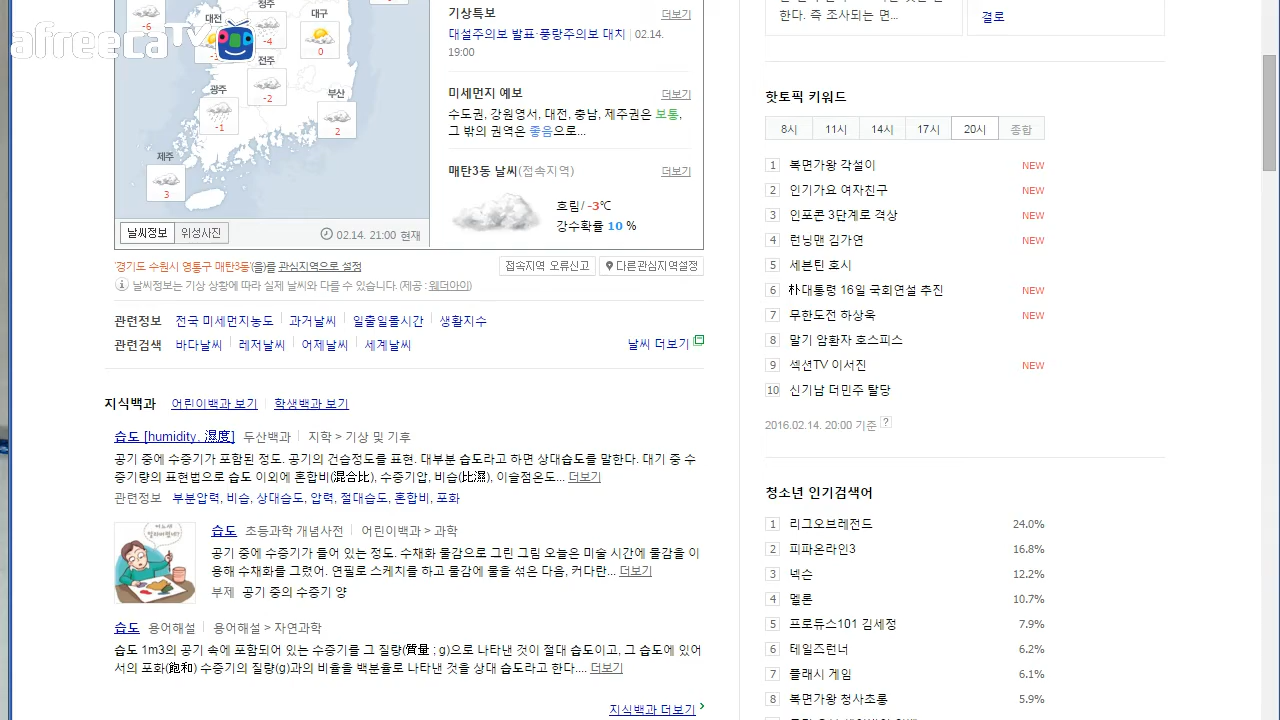 afreecaTV
청주
-6
대전
-4
대구
0
전주
-2
광주
-1
부산
2
제주
3
날씨정보 위성사진
02.14. 21:00 현재
기상특보 더보기
대설주의보 발표·풍랑주의보 대치 | 02.14.
19:00
미세먼지 예보 더보기
수도권, 강원영서, 대전, 충남, 제주권은 보통,
그 밖의 권역은 좋음으로...
매탄3동 날씨(접속지역) 더보기
흐림/ -3℃
강수확률 10 %
'경기도 수원시 영통구 매탄3동'(을)를 관심지역으로 설정
접속지역 오류신고 다른관심지역설정
날씨정보는 기상 상황에 따라 실제 날씨와 다를 수 있습니다. (제공 : 웨더아이)
관련정보 전국 미세먼지농도 과거날씨 일출일몰시간 생활지수
관련검색 바다날씨 레저날씨 어제날씨 세계날씨
날씨 더보기
지식백과 어린이백과 보기 학생백과 보기
습도 [humidity, 濕度] 두산백과 지학 > 기상 및 기후
공기 중에 수증기가 포함된 정도. 공기의 건습정도를 표현. 대부분 습도라고 하면 상대습도를 말한다. 대기 중 수
증기량의 표현법으로 습도 이외에 혼합비(混合比), 수증기압, 비습(比濕), 이슬점온도... 더보기
관련정보 부분압력, 비습, 상대습도, 압력, 절대습도, 혼합비, 포화
습도 초등과학 개념사전 어린이백과 > 과학
공기 중에 수증기가 들어 있는 정도. 수채화 물감으로 그린 그림 오늘은 미술 시간에 물감을 이
용해 수채화를 그렸어. 연필로 스케치를 하고 물감에 물을 섞은 다음, 커다란... 더보기
부제 공기 중의 수증기 양
습도 용어해설 용어해설 > 자연과학
습도 1m3의 공기 속에 포함되어 있는 수증기를 그 질량(質量 ; g)으로 나타낸 것이 절대 습도이고, 그 습도에 있어
서의 포화(飽和) 수증기의 질량(g)과의 비율을 백분율로 나타낸 것을 상대 습도라고 한다.... 더보기
지식백과 더보기
한다. 즉 조사되는 면...
결로
핫토픽 키워드
8시 11시 14시 17시 20시 종합
1 복면가왕 각설이 NEW
2 인기가요 여자친구 NEW
3 인포콘 3단계로 격상 NEW
4 런닝맨 김가연 NEW
5 세븐틴 호시
6 朴대통령 16일 국회연설 추진 NEW
7 무한도전 하상욱 NEW
8 말기 암환자 호스피스
9 섹션TV 이서진 NEW
10 신기남 더민주 탈당
2016.02.14. 20:00 기준 ?
청소년 인기검색어
1 리그오브레전드 24.0%
2 피파온라인3 16.8%
3 넥슨 12.2%
4 멜론 10.7%
5 프로듀스101 김세정 7.9%
6 테일즈런너 6.2%
7 플래시 게임 6.1%
8 복면가왕 청사초롱 5.9%